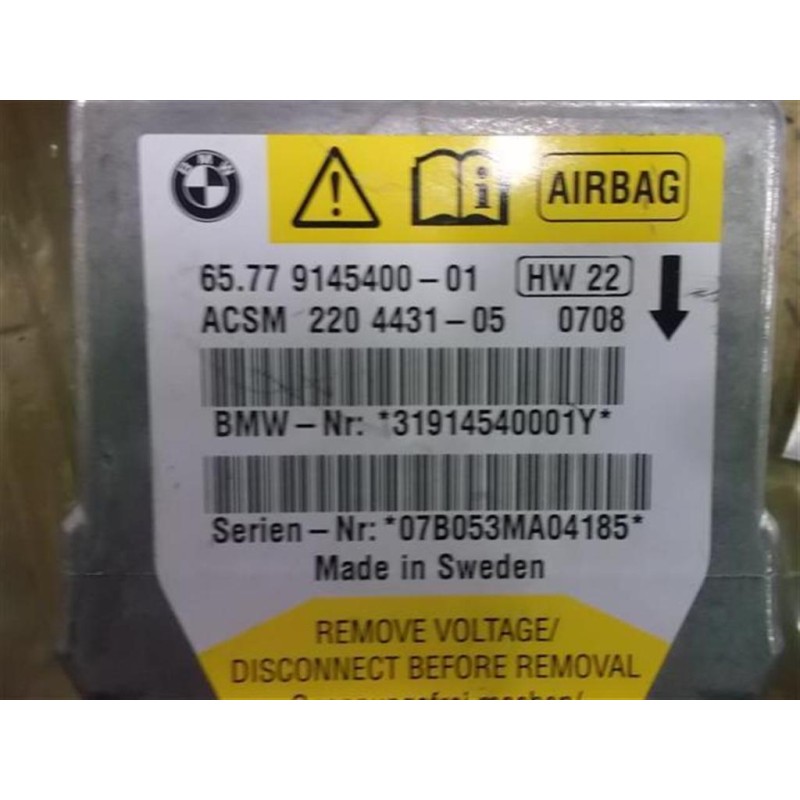 BMW
AIRBAG
65.77 9145400-01 HW 22
ACSM 220 4431-05 0708
BMW-Nr: *31914540001Y*
Serien-Nr: *07B053MA04185*
Made in Sweden
REMOVE VOLTAGE/
DISCONNECT BEFORE REMOVAL